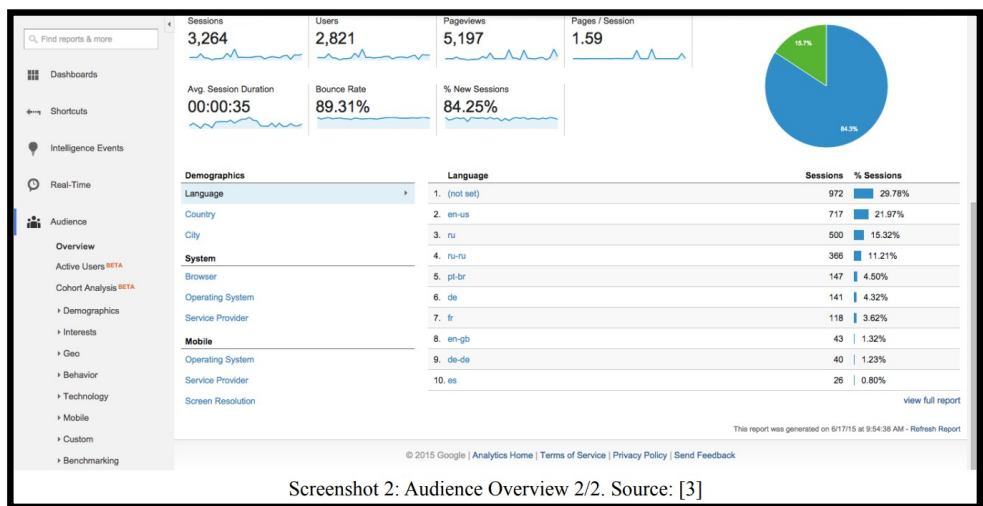 Find reports & more
Dashboards
Shortcuts
Intelligence Events
Real-Time
Audience
Overview
Active Users BETA
Cohort Analysis BETA
Demographics
Interests
Geo
Behavior
Technology
Mobile
Custom
Benchmarking
Sessions
3,264
Users
2,821
Pageviews
5,197
Pages / Session
1.59
Avg. Session Duration
00:00:35
Bounce Rate
89.31%
% New Sessions
84.25%
15.7%
84.3%
Demographics
Language
Country
City
System
Browser
Operating System
Service Provider
Mobile
Operating System
Service Provider
Screen Resolution
Language Sessions % Sessions
1. (not set) 972 29.78%
2. en-us 717 21.97%
3. ru 500 15.32%
4. ru-ru 366 11.21%
5. pt-br 147 4.50%
6. de 141 4.32%
7. fr 118 3.62%
8. en-gb 43 1.32%
9. de-de 40 1.23%
10. es 26 0.80%
view full report
This report was generated on 6/17/15 at 9:54:38 AM - Refresh Report
© 2015 Google | Analytics Home | Terms of Service | Privacy Policy | Send Feedback
Screenshot 2: Audience Overview 2/2. Source: [3]